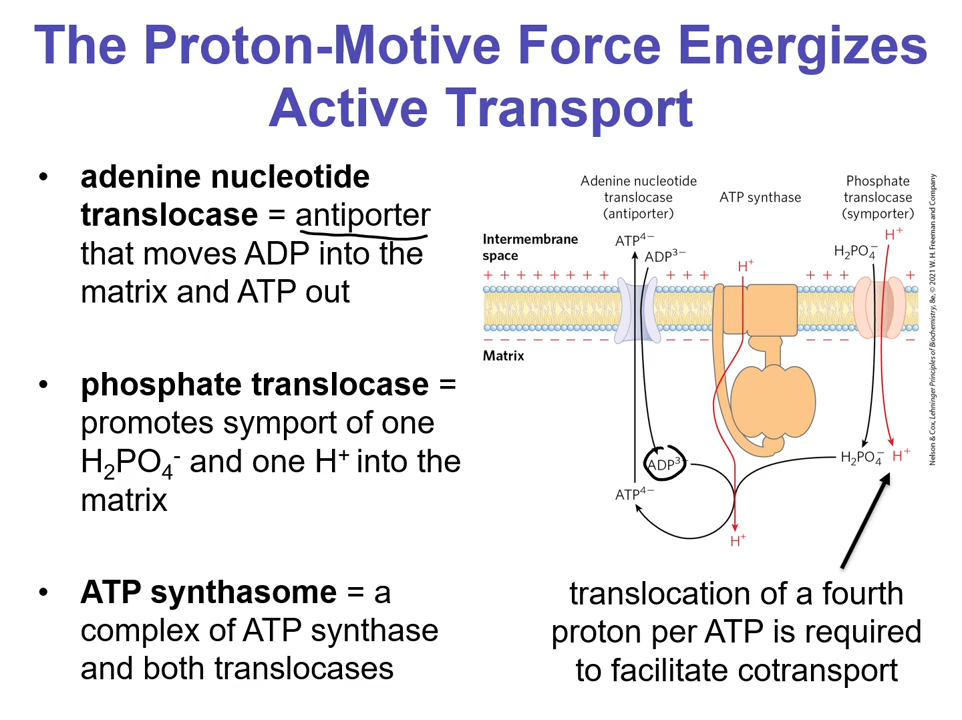 The Proton-Motive Force Energizes
Active Transport
• adenine nucleotide
translocase = antiporter
that moves ADP into the
matrix and ATP out
• phosphate translocase =
promotes symport of one
H₂PO₄⁻ and one H⁺ into the
matrix
• ATP synthasome = a
complex of ATP synthase
and both translocases
Adenine nucleotide
translocase
(antiporter)
ATP synthase
Phosphate
translocase
(symporter)
Intermembrane
space
ATP⁴⁻
ADP³⁻
H⁺
H₂PO₄⁻
H⁺
+ + + + + + + +
+ +
+ + +
+
Matrix
ADP³⁻
ATP⁴⁻
H⁺
H₂PO₄⁻ H⁺
translocation of a fourth
proton per ATP is required
to facilitate cotransport
Nelson & Cox, Lehninger Principles of Biochemistry, 8e, © 2021 W. H. Freeman and Company